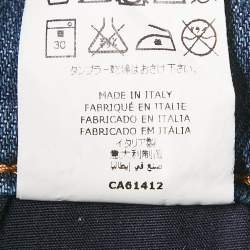 30
タンブラー乾燥はおさけ下さい
MADE IN ITALY
FABRIQUÉ EN ITALIE
FABRICADO EN ITALIA
FABRICADO EM ITÁLIA
イタリア製
意大利制造
صنع في إيطاليا
CA61412